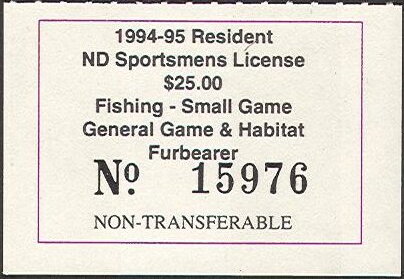 1994-95 Resident
ND Sportsmens License
$25.00
Fishing - Small Game
General Game & Habitat
Furbearer
No. 15976
NON-TRANSFERABLE